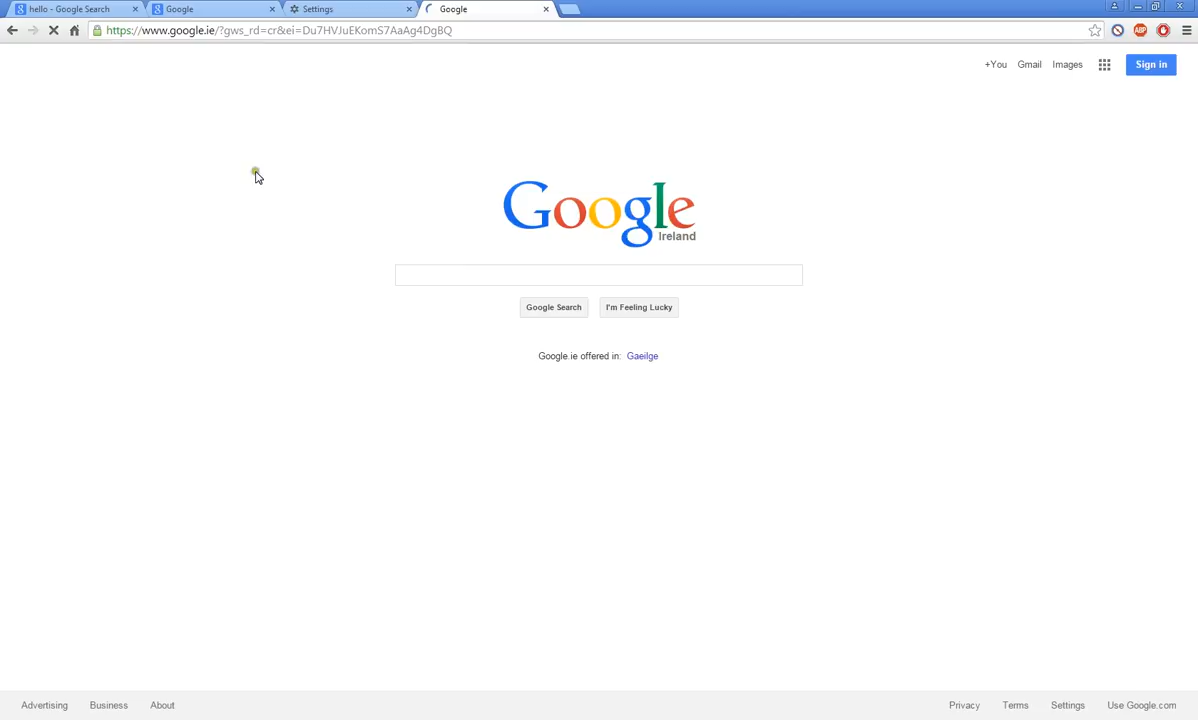 hello - Google Search
Google
Settings
Google
https://www.google.ie/?gws_rd=cr&ei=Du7HVJuEKomS7AaAg4DgBQ
ABP
+You Gmail Images Sign in
Google
Ireland
Google Search I'm Feeling Lucky
Google.ie offered in: Gaeilge
Advertising Business About Privacy Terms Settings Use Google.com